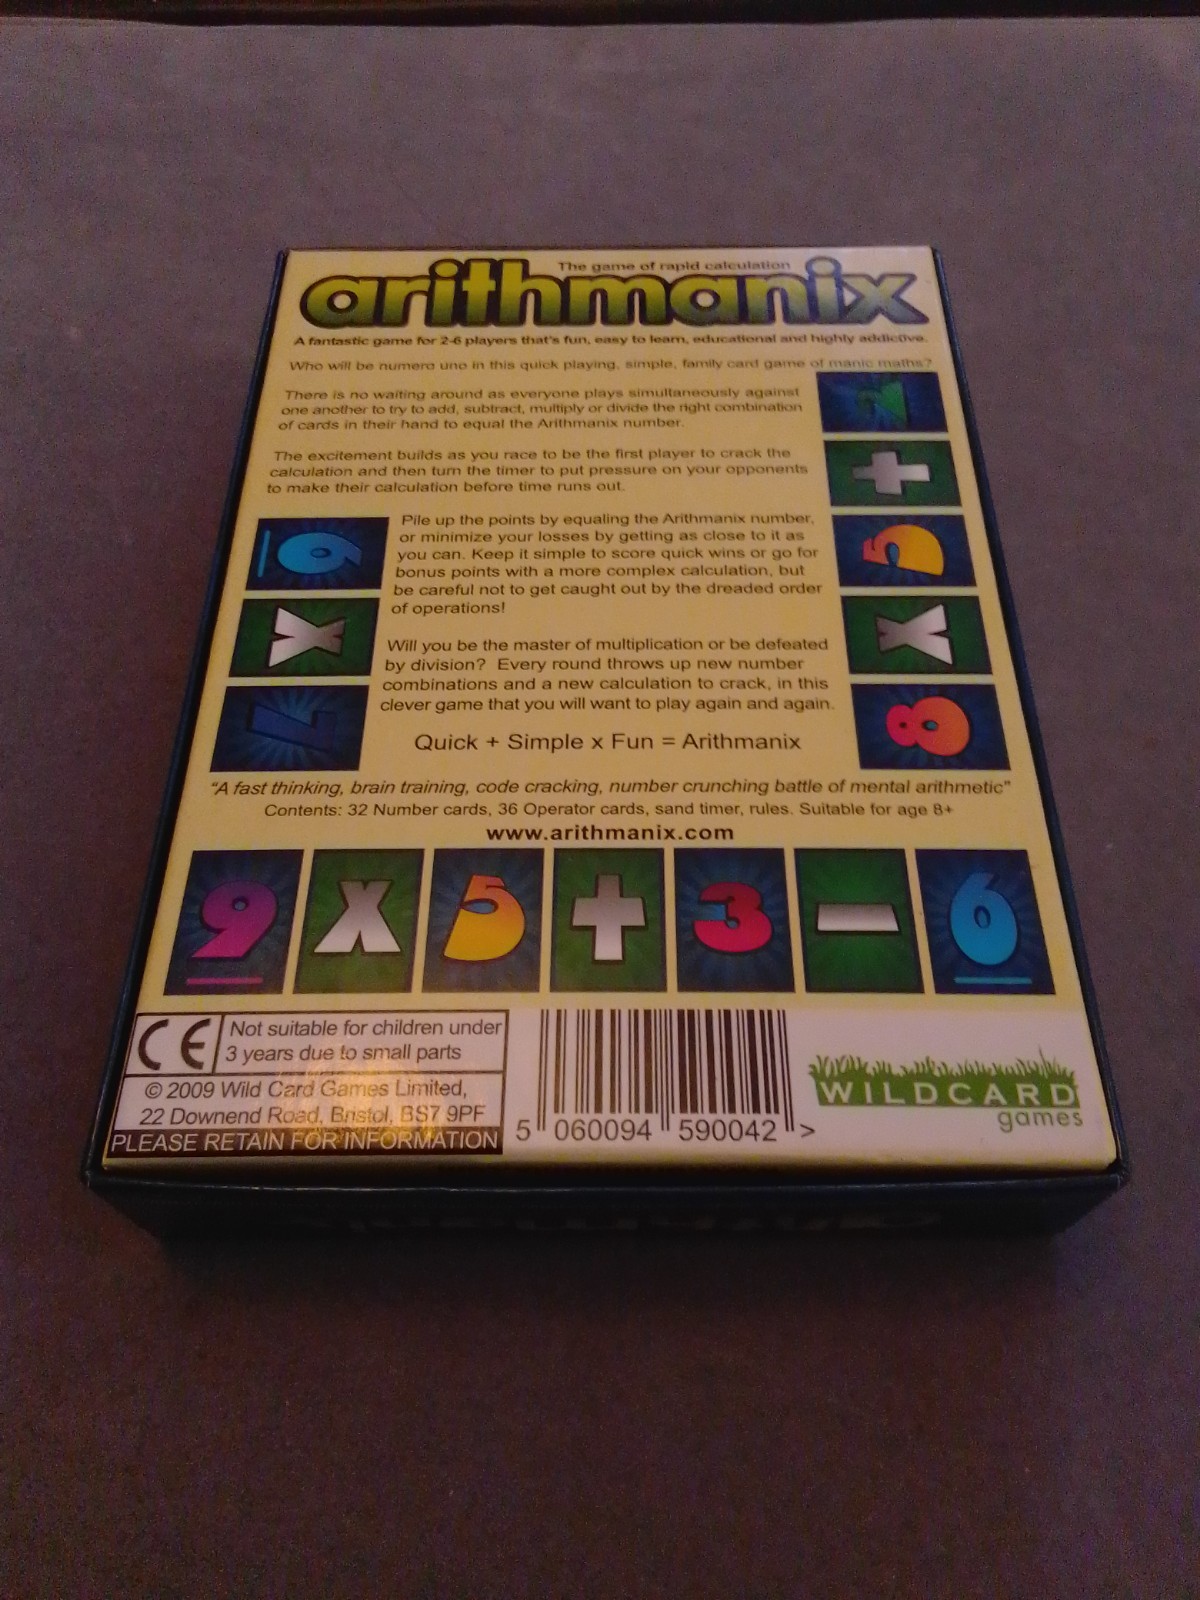 The game of rapid calculation
arithmanix
A fantastic game for 2-6 players that's fun, easy to learn, educational and highly addictive.
Who will be numero uno in this quick playing, simple, family card game of manic maths?
There is no waiting around as everyone plays simultaneously against
one another to try to add, subtract, multiply or divide the right combination
of cards in their hand to equal the Arithmanix number.
The excitement builds as you race to be the first player to crack the
calculation and then turn the timer to put pressure on your opponents
to make their calculation before time runs out.
Pile up the points by equaling the Arithmanix number,
or minimize your losses by getting as close to it as
you can. Keep it simple to score quick wins or go for
bonus points with a more complex calculation, but
be careful not to get caught out by the dreaded order
of operations!
Will you be the master of multiplication or be defeated
by division? Every round throws up new number
combinations and a new calculation to crack, in this
clever game that you will want to play again and again.
Quick + Simple x Fun = Arithmanix
6
x
7
2
+
5
x
8
"A fast thinking, brain training, code cracking, number crunching battle of mental arithmetic"
Contents: 32 Number cards, 36 Operator cards, sand timer, rules. Suitable for age 8+
www.arithmanix.com
9 x 5 + 3 − 6
CE
Not suitable for children under
3 years due to small parts
© 2009 Wild Card Games Limited,
22 Downend Road, Bristol, BS7 9PF
PLEASE RETAIN FOR INFORMATION
5 060094 590042 >
WILDCARD
games